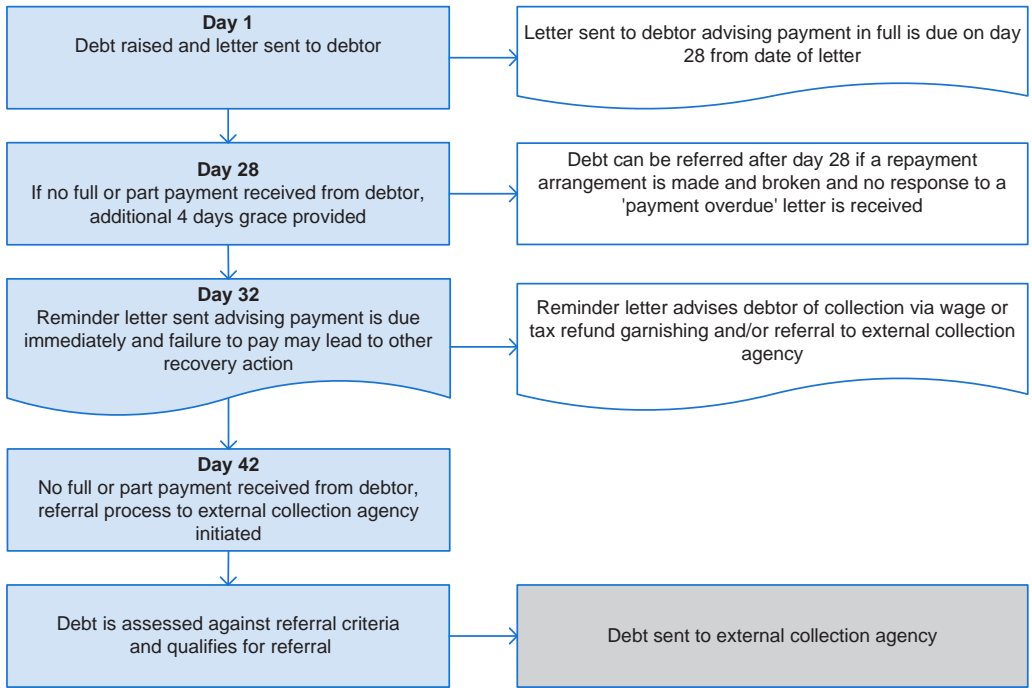 Day 1
Debt raised and letter sent to debtor
Letter sent to debtor advising payment in full is due on day
28 from date of letter
Day 28
If no full or part payment received from debtor,
additional 4 days grace provided
Debt can be referred after day 28 if a repayment
arrangement is made and broken and no response to a
'payment overdue' letter is received
Day 32
Reminder letter sent advising payment is due
immediately and failure to pay may lead to other
recovery action
Reminder letter advises debtor of collection via wage or
tax refund garnishing and/or referral to external collection
agency
Day 42
No full or part payment received from debtor,
referral process to external collection agency
initiated
Debt is assessed against referral criteria
and qualifies for referral
Debt sent to external collection agency